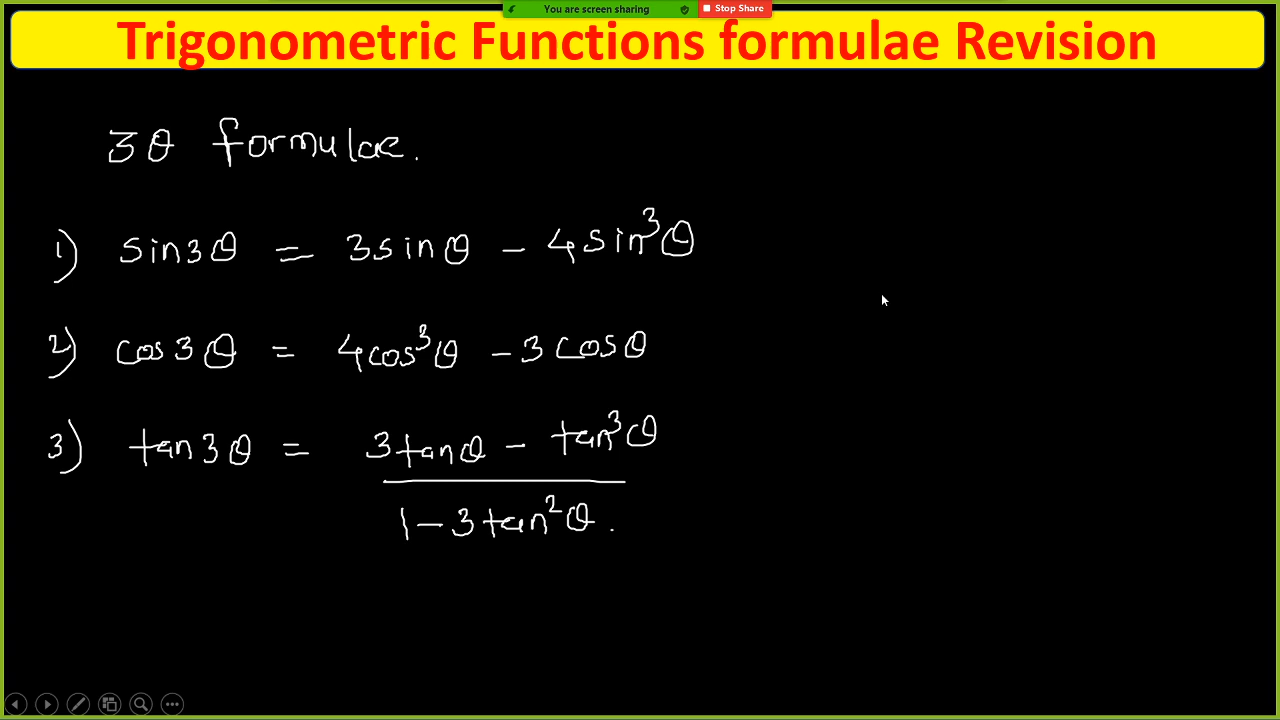 You are screen sharing Stop Share
Trigonometric Functions formulae Revision
3θ formulae.
1) sin3θ = 3sinθ - 4sin³θ
2) cos3θ = 4cos³θ - 3cosθ
3) tan3θ = 3tanθ - tan³θ
1-3tan²θ.